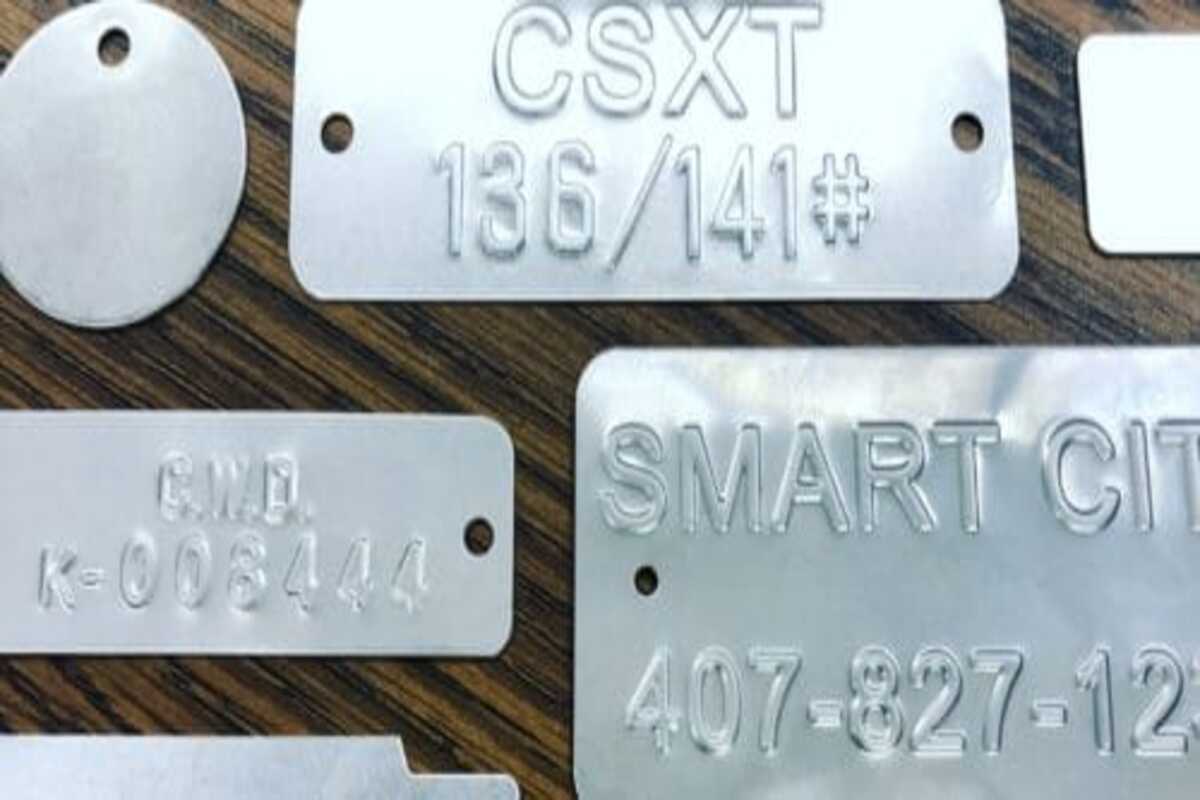 CSXT
136/141#
C.W.D.
K-008444
SMART CIT
407-827-12